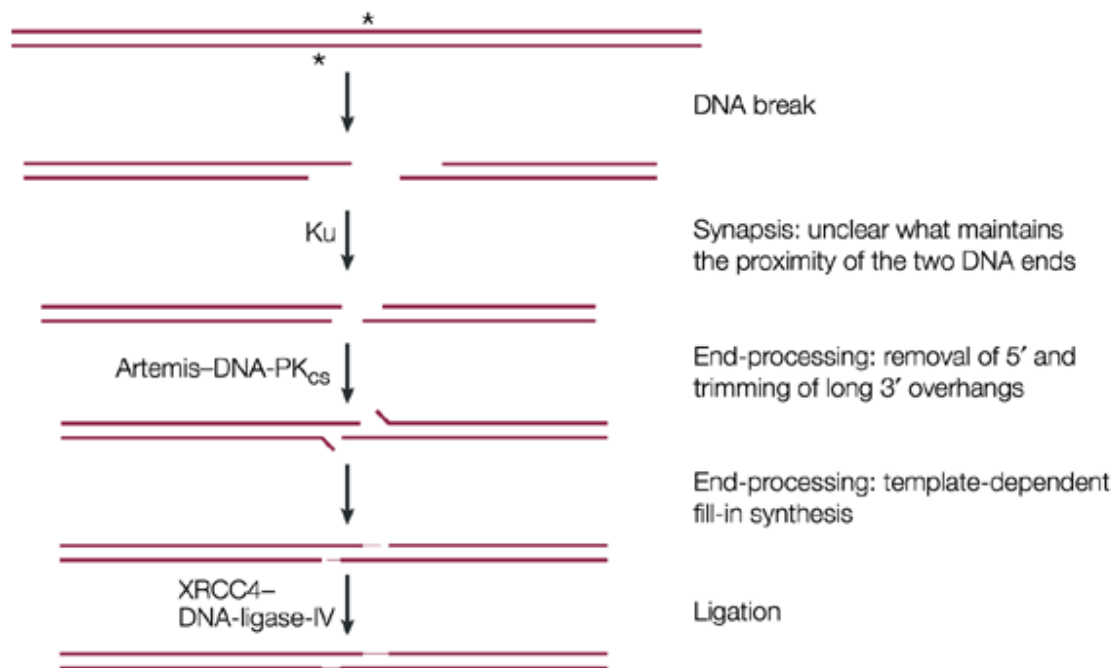 *
*
DNA break
Ku
Synapsis: unclear what maintains
the proximity of the two DNA ends
Artemis–DNA-PKcs
End-processing: removal of 5′ and
trimming of long 3′ overhangs
End-processing: template-dependent
fill-in synthesis
XRCC4–
DNA-ligase-IV
Ligation